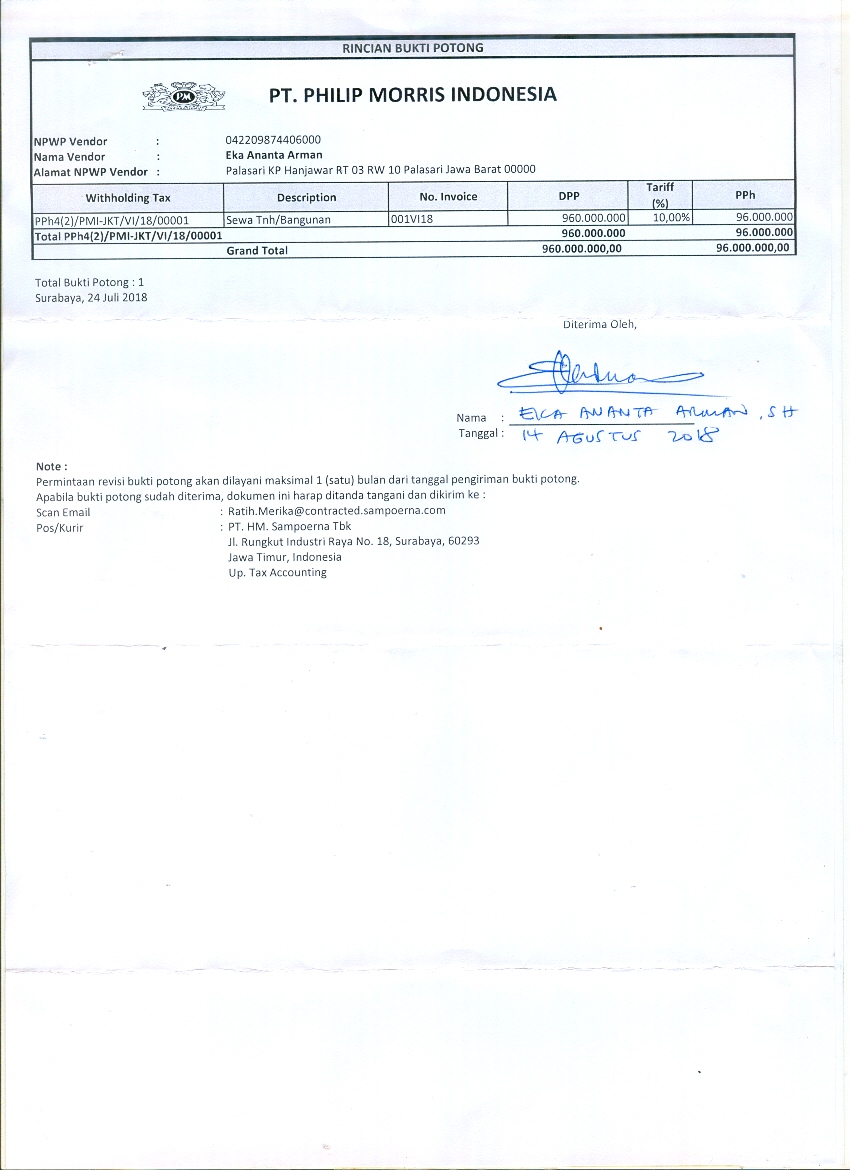 RINCIAN BUKTI POTONG
PM
PT. PHILIP MORRIS INDONESIA
NPWP Vendor : 042209874406000
Nama Vendor : Eka Ananta Arman
Alamat NPWP Vendor : Palasari KP Hanjawar RT 03 RW 10 Palasari Jawa Barat 00000
Withholding Tax Description No. Invoice DPP Tariff (%) PPh
PPh4(2)/PMI-JKT/VI/18/00001 Sewa Tnh/Bangunan 001VI18 960.000.000 10,00% 96.000.000
Total PPh4(2)/PMI-JKT/VI/18/00001 960.000.000 96.000.000
Grand Total 960.000.000,00 96.000.000,00
Total Bukti Potong : 1
Surabaya, 24 Juli 2018
Diterima Oleh,
Nama : EKA ANANTA ARMAN, SH
Tanggal : 14 AGUSTUS 2018
Note :
Permintaan revisi bukti potong akan dilayani maksimal 1 (satu) bulan dari tanggal pengiriman bukti potong.
Apabila bukti potong sudah diterima, dokumen ini harap ditanda tangani dan dikirim ke :
Scan Email : Ratih.Merika@contracted.sampoerna.com
Pos/Kurir : PT. HM. Sampoerna Tbk
Jl. Rungkut Industri Raya No. 18, Surabaya, 60293
Jawa Timur, Indonesia
Up. Tax Accounting